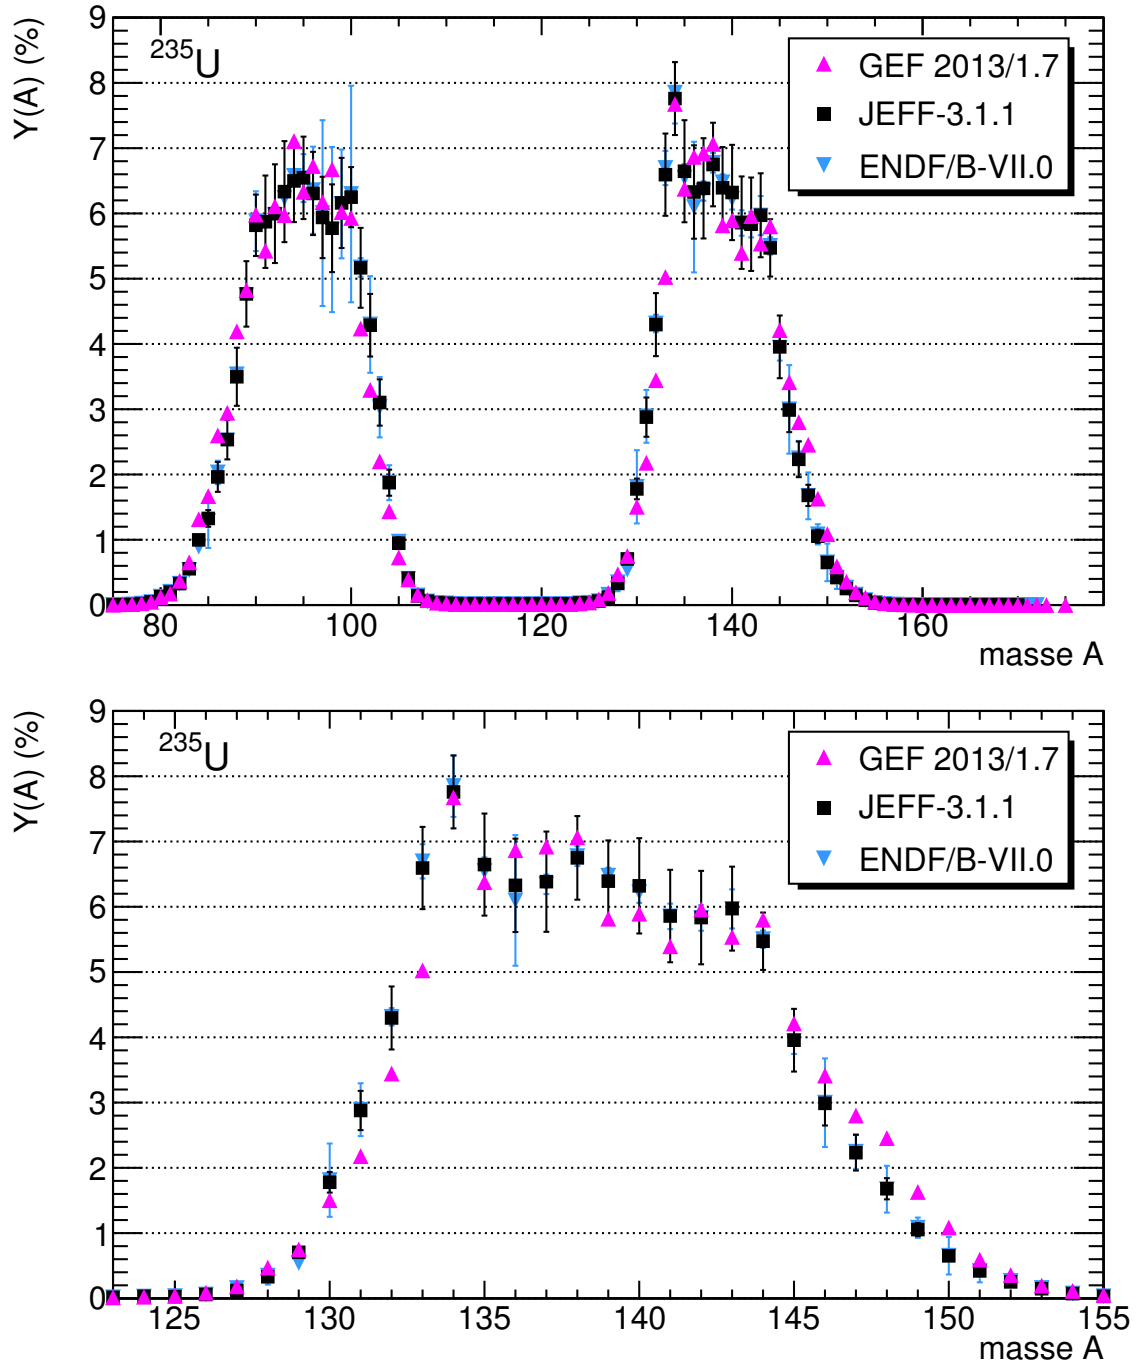 Y(A) (%)
9
8
7
6
5
4
3
2
1
0
²³⁵U
GEF 2013/1.7
JEFF-3.1.1
ENDF/B-VII.0
80 100 120 140 160
masse A
Y(A) (%)
9
8
7
6
5
4
3
2
1
0
²³⁵U
GEF 2013/1.7
JEFF-3.1.1
ENDF/B-VII.0
125 130 135 140 145 150 155
masse A